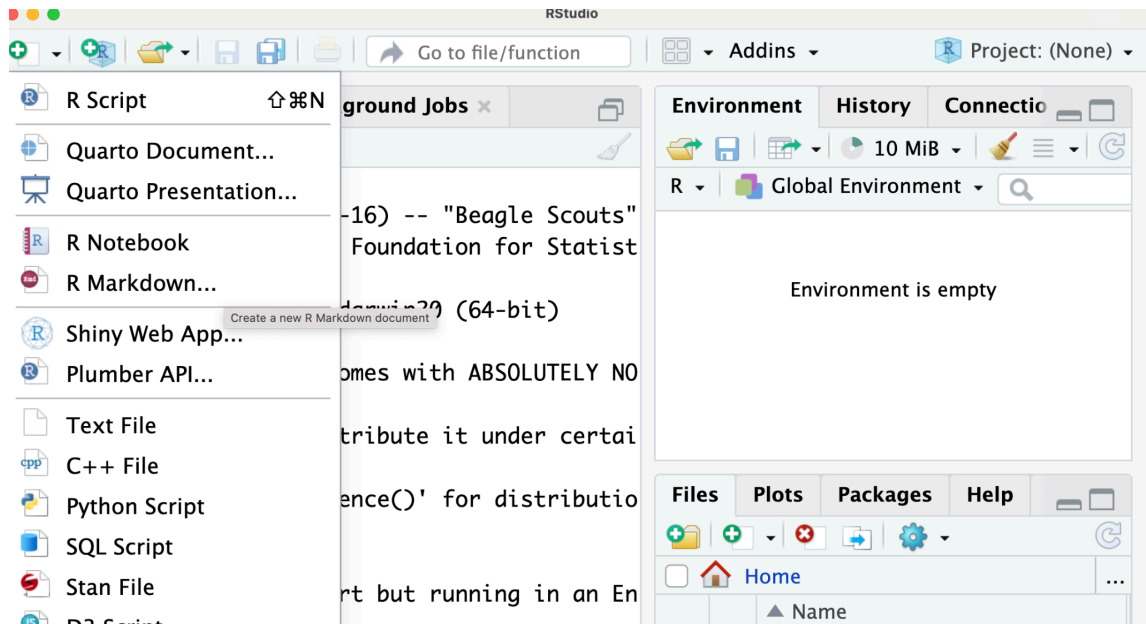 RStudio
Go to file/function
Addins
Project: (None)
R Script ⇧⌘N
Quarto Document...
Quarto Presentation...
R Notebook
R Markdown...
Create a new R Markdown document
Shiny Web App...
Plumber API...
Text File
C++ File
Python Script
SQL Script
Stan File
ground Jobs
-16) -- "Beagle Scouts"
Foundation for Statist
(64-bit)
omes with ABSOLUTELY NO
tribute it under certai
ence()' for distributio
rt but running in an En
Environment
History
Connectio
10 MiB
R
Global Environment
Environment is empty
Files
Plots
Packages
Help
Home
...
Name